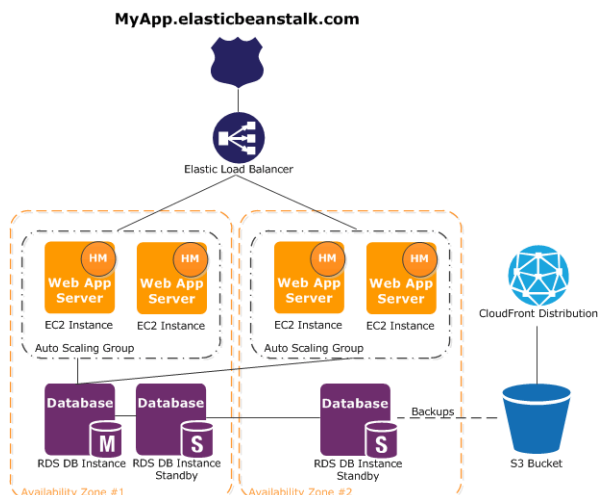 MyApp.elasticbeanstalk.com
Elastic Load Balancer
HM
Web App
Server
EC2 Instance
HM
Web App
Server
EC2 Instance
Auto Scaling Group
HM
Web App
Server
EC2 Instance
HM
Web App
Server
EC2 Instance
Auto Scaling Group
CloudFront Distribution
Database
M
RDS DB Instance
Database
S
RDS DB Instance
Standby
Database
S
RDS DB Instance
Standby
Backups
S3 Bucket
Availability Zone #1
Availability Zone #2